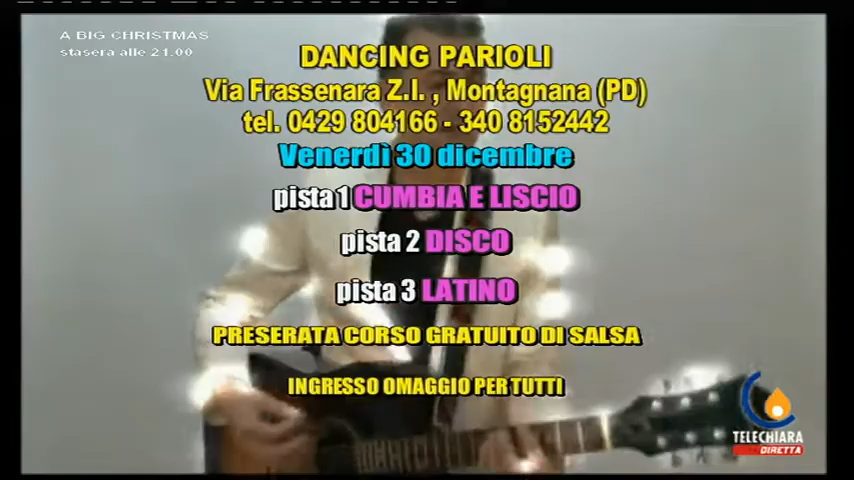 A BIG CHRISTMAS
stasera alle 21.00
DANCING PARIOLI
Via Frassenara Z.I. , Montagnana (PD)
tel. 0429 804166 - 340 8152442
Venerdì 30 dicembre
pista 1 CUMBIA E LISCIO
pista 2 DISCO
pista 3 LATINO
PRESERATA CORSO GRATUITO DI SALSA
INGRESSO OMAGGIO PER TUTTI
TELECHIARA
DIRETTA